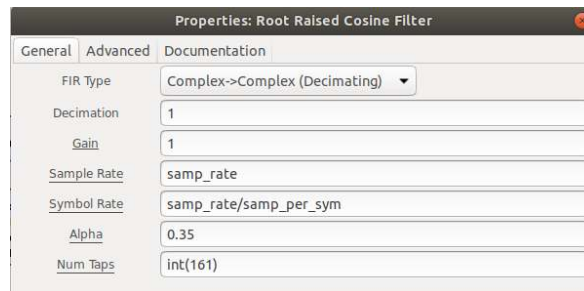 Properties: Root Raised Cosine Filter
General Advanced Documentation
FIR Type Complex->Complex (Decimating)
Decimation 1
Gain 1
Sample Rate samp_rate
Symbol Rate samp_rate/samp_per_sym
Alpha 0.35
Num Taps int(161)